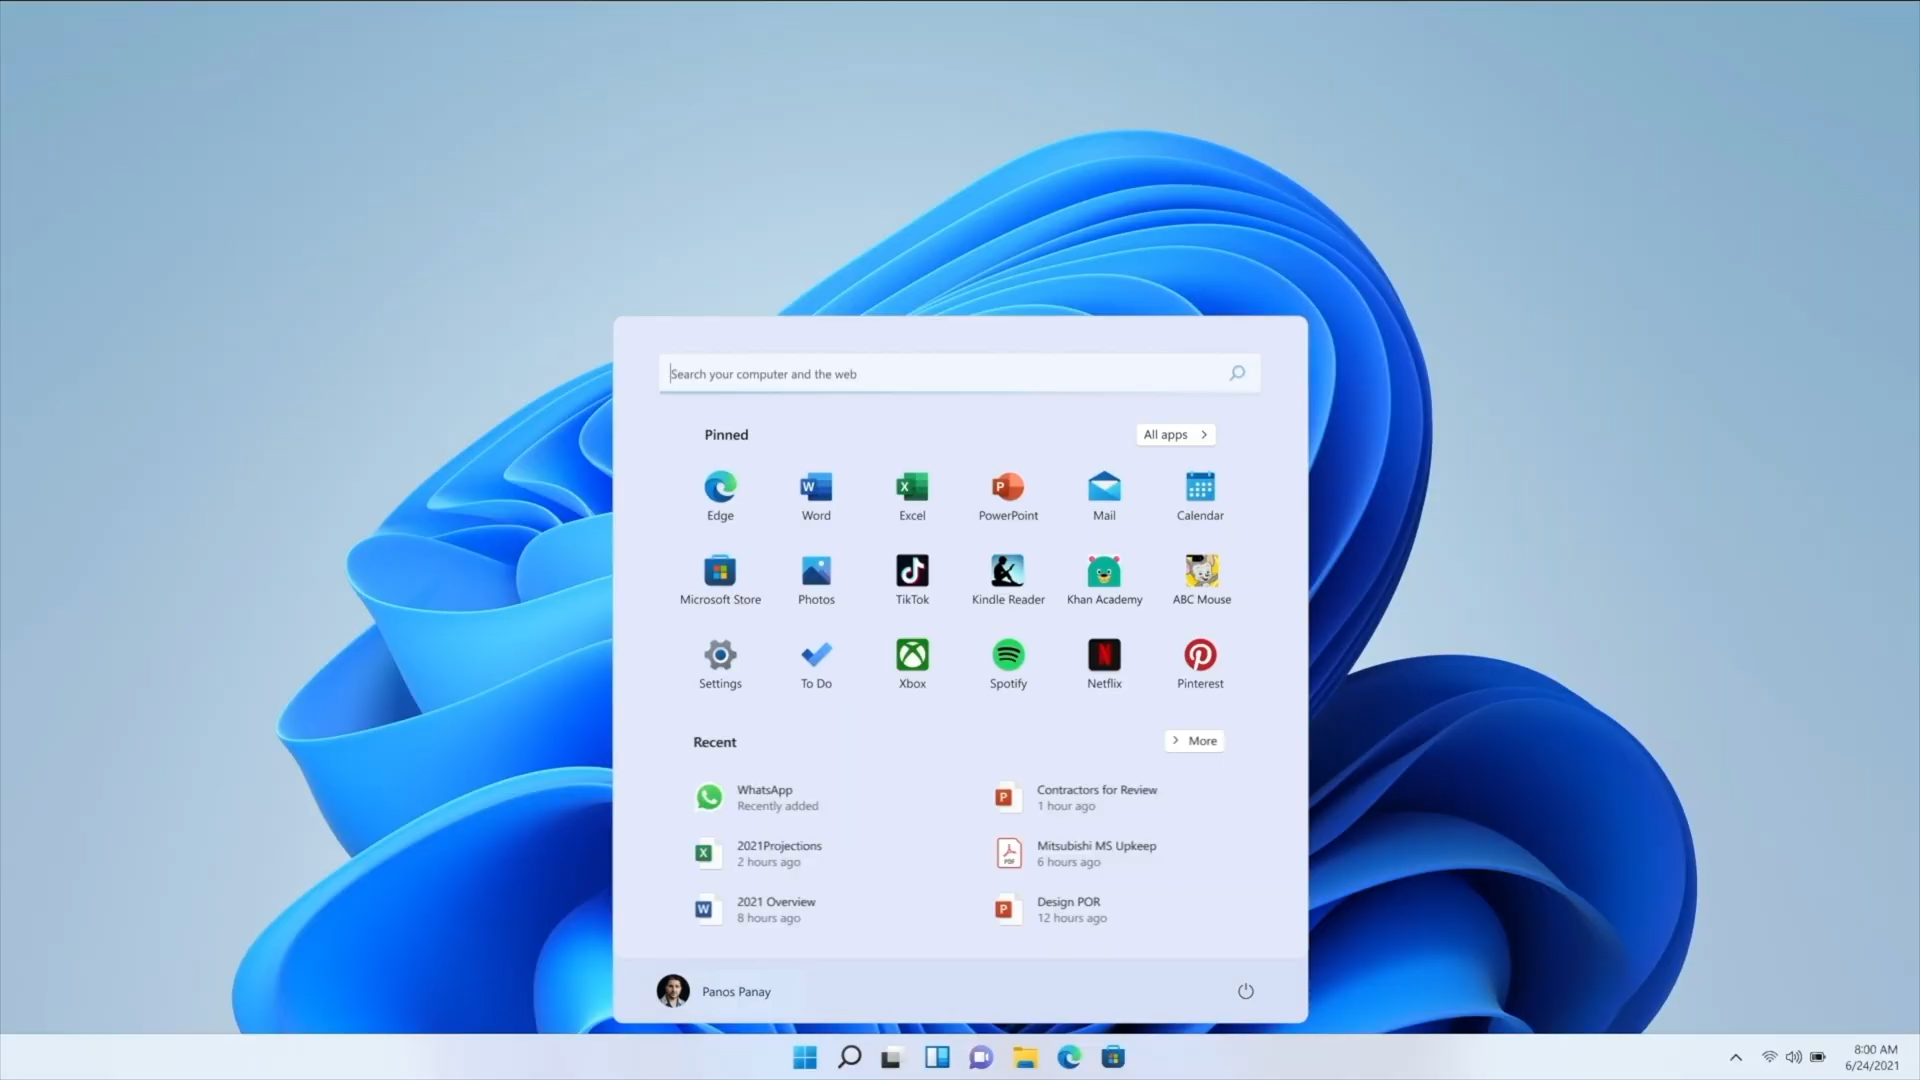 Search your computer and the web
Pinned
All apps
Edge
Word
Excel
PowerPoint
Mail
Calendar
Microsoft Store
Photos
TikTok
Kindle Reader
Khan Academy
ABC Mouse
Settings
To Do
Xbox
Spotify
Netflix
Pinterest
Recent
More
WhatsApp
Recently added
Contractors for Review
1 hour ago
2021Projections
2 hours ago
PDF
Mitsubishi MS Upkeep
6 hours ago
2021 Overview
8 hours ago
Design POR
12 hours ago
Panos Panay
8:00 AM
6/24/2021